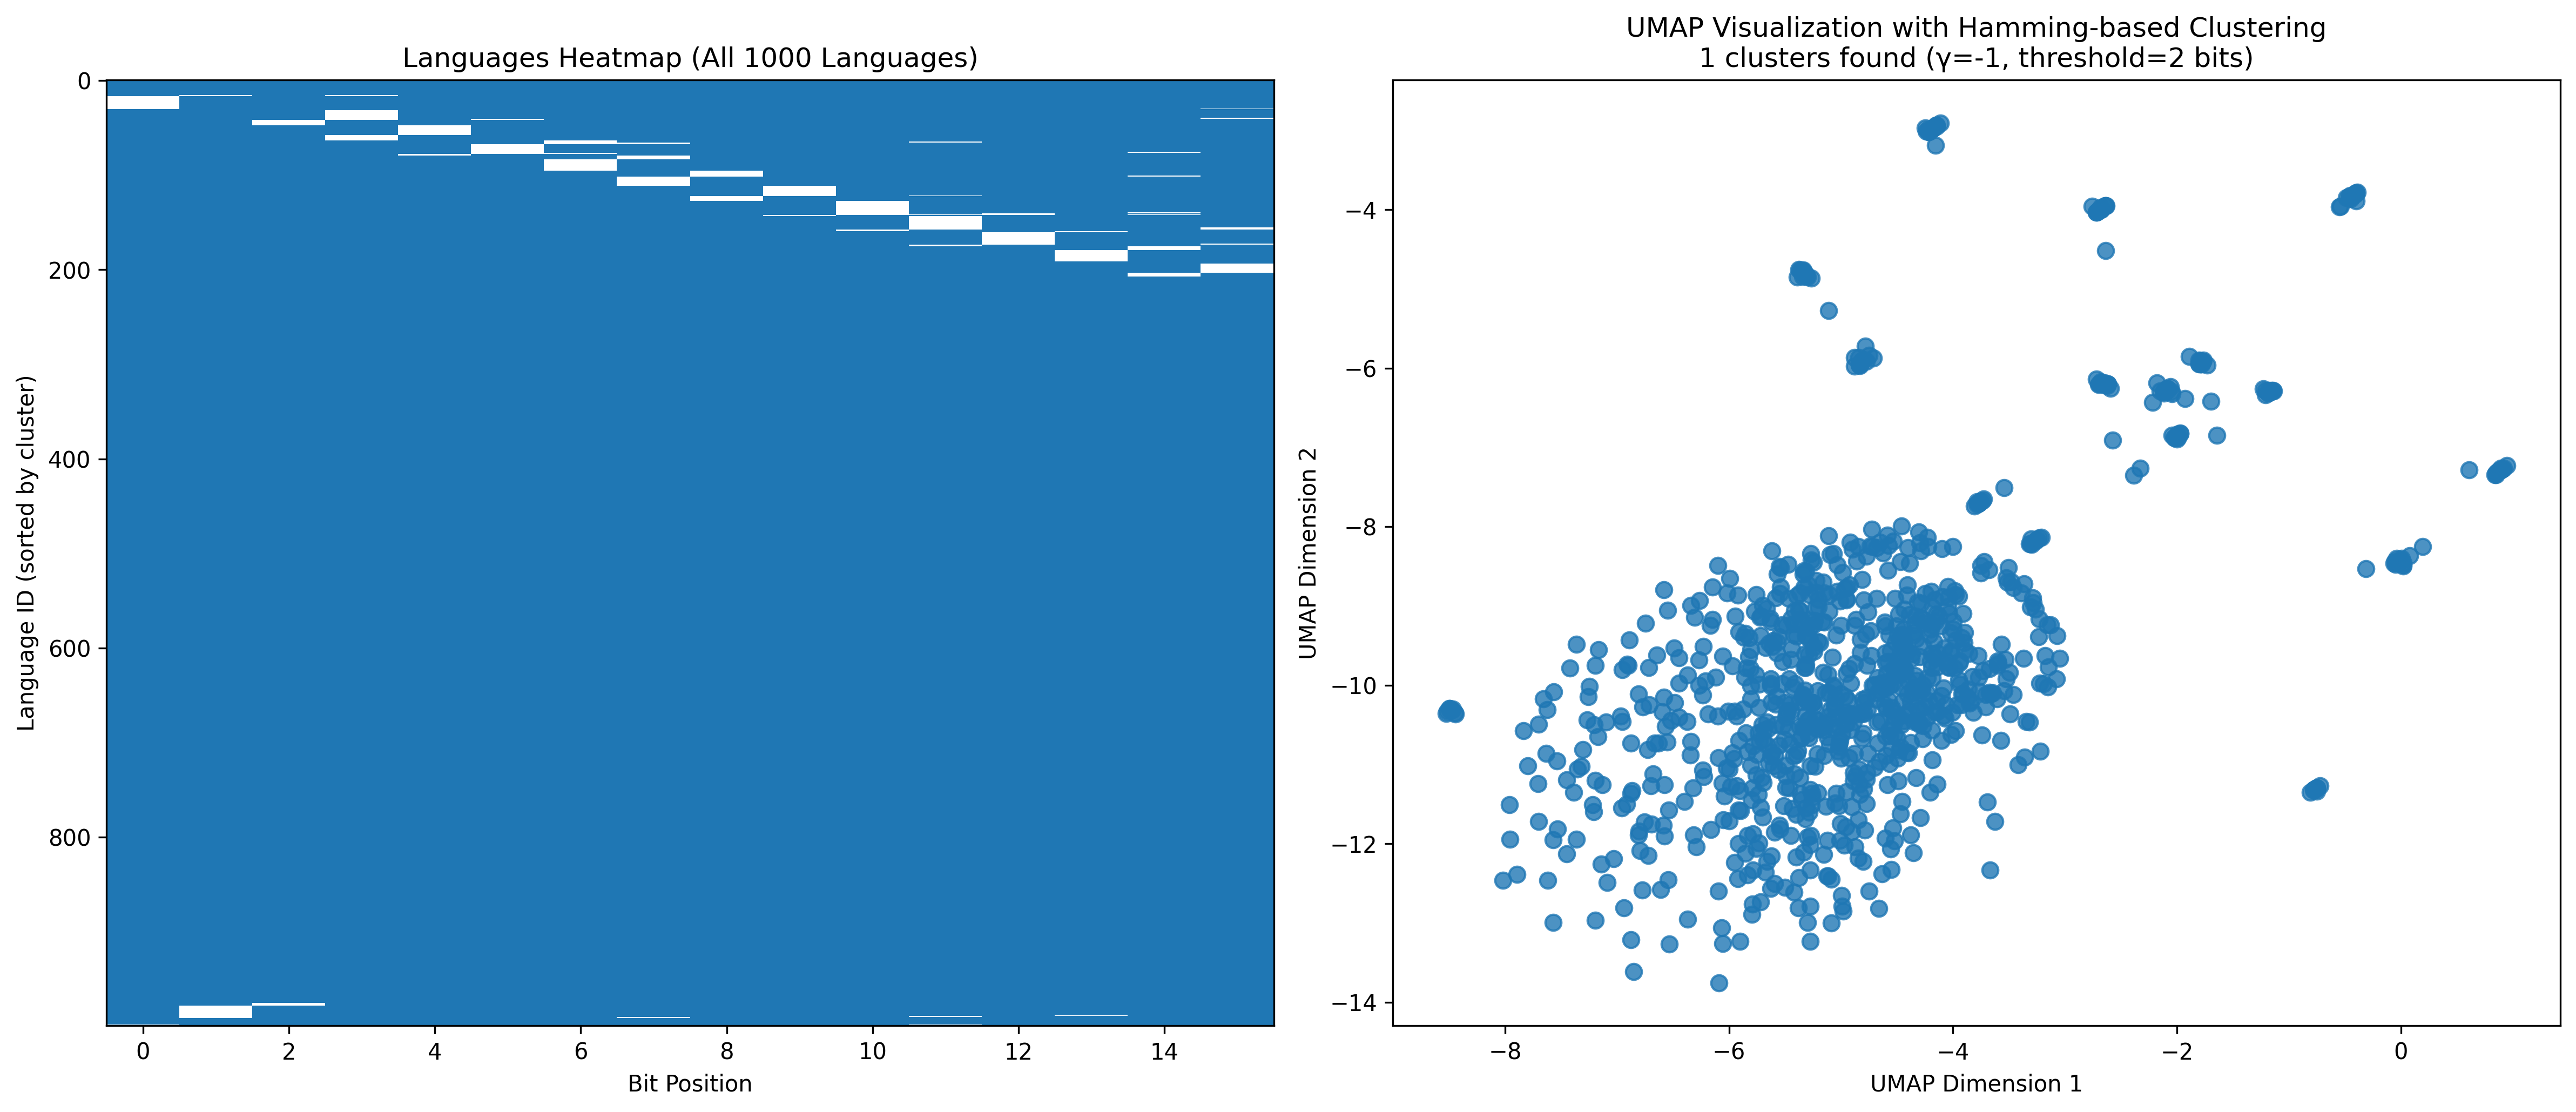 Languages Heatmap (All 1000 Languages)
Language ID (sorted by cluster)
0
200
400
600
800
0 2 4 6 8 10 12 14
Bit Position
UMAP Visualization with Hamming-based Clustering
1 clusters found (γ=-1, threshold=2 bits)
UMAP Dimension 2
−4
−6
−8
−10
−12
−14
−8 −6 −4 −2 0
UMAP Dimension 1